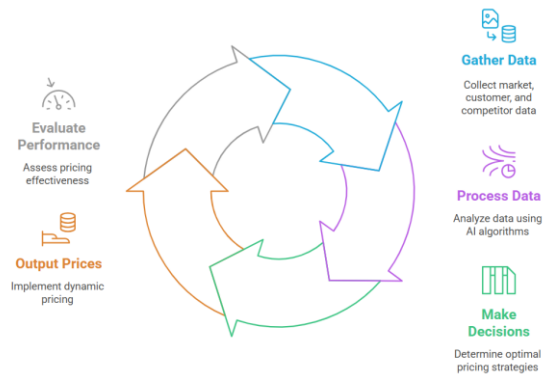 Gather Data
Collect market,
customer, and
competitor data
Process Data
Analyze data using
AI algorithms
Make
Decisions
Determine optimal
pricing strategies
Output Prices
Implement dynamic
pricing
Evaluate
Performance
Assess pricing
effectiveness